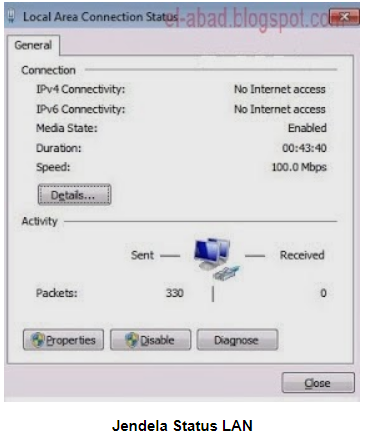 Local Area Connection Status
el-abad.blogspot.com
General
Connection
IPv4 Connectivity: No Internet access
IPv6 Connectivity: No Internet access
Media State: Enabled
Duration: 00:43:40
Speed: 100.0 Mbps
Details...
Activity
Sent Received
Packets: 330 0
Properties Disable Diagnose
Close
Jendela Status LAN